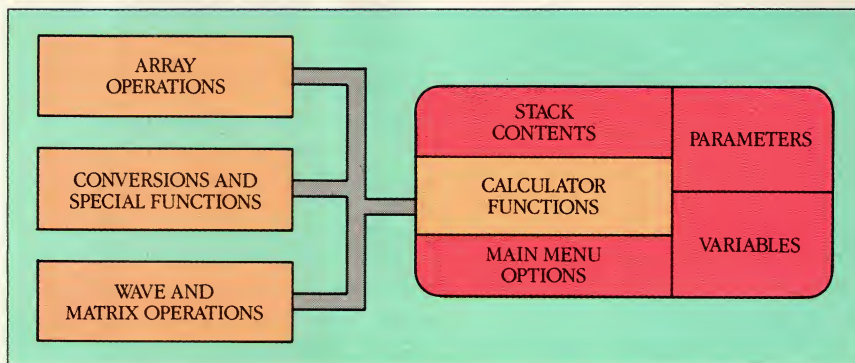 ARRAY
OPERATIONS
CONVERSIONS AND
SPECIAL FUNCTIONS
WAVE AND
MATRIX OPERATIONS
STACK
CONTENTS
CALCULATOR
FUNCTIONS
MAIN MENU
OPTIONS
PARAMETERS
VARIABLES